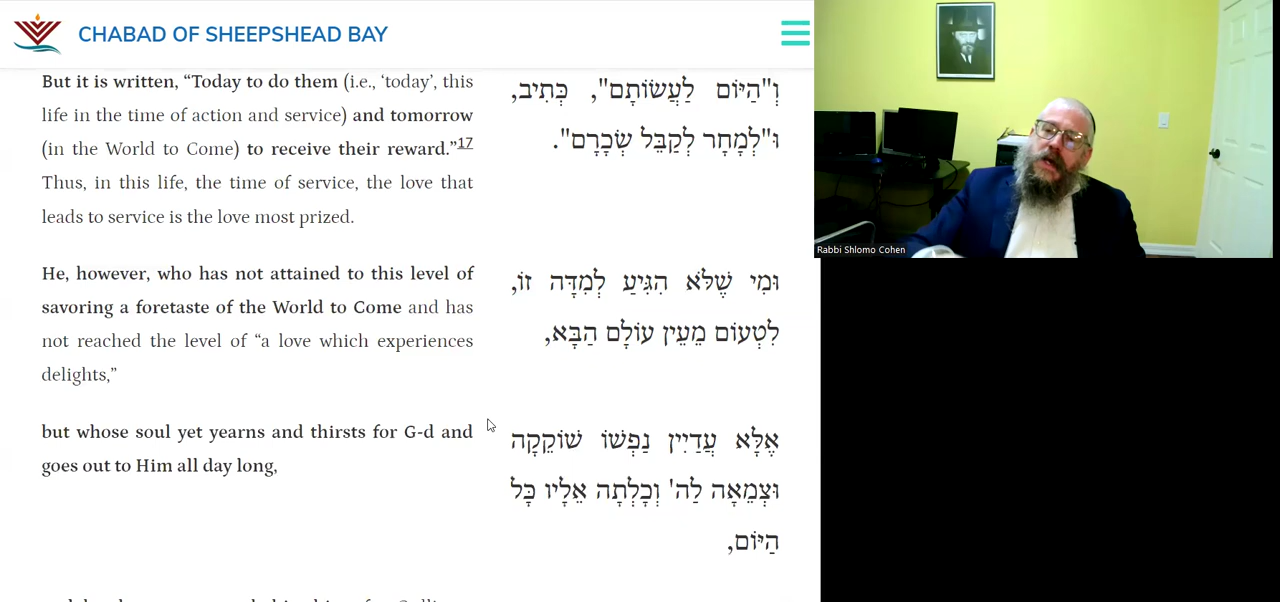 CHABAD OF SHEEPSHEAD BAY
But it is written, “Today to do them (i.e., ‘today’, this
life in the time of action and service) and tomorrow
(in the World to Come) to receive their reward.”17
Thus, in this life, the time of service, the love that
leads to service is the love most prized.
וְ"הַיּוֹם לַעֲשׂוֹתָם", כְּתִיב,
וּ"לְמָחָר לְקַבֵּל שְׂכָרָם".
He, however, who has not attained to this level of
savoring a foretaste of the World to Come and has
not reached the level of “a love which experiences
delights,”
וּמִי שֶׁלֹּא הִגִּיעַ לְמִדָּה זוֹ,
לִטְעוֹם מֵעֵין עוֹלָם הַבָּא,
but whose soul yet yearns and thirsts for G-d and
goes out to Him all day long,
אֶלָּא עֲדַיִין נַפְשׁוֹ שׁוֹקֵקָה
וּצְמֵאָה לַה' וְכָלְתָה אֵלָיו כָּל
הַיּוֹם,
Rabbi Shlomo Cohen